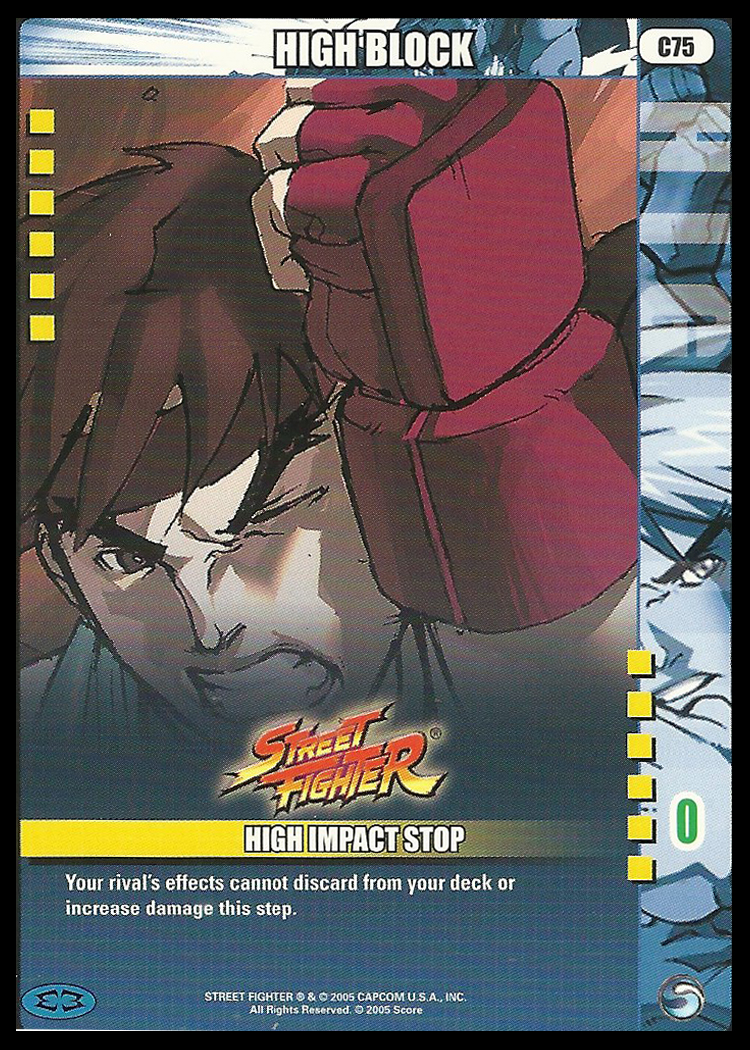 HIGH BLOCK
C75
STREET
FIGHTER ®
HIGH IMPACT STOP
0
Your rival's effects cannot discard from your deck or
increase damage this step.
STREET FIGHTER ® & © 2005 CAPCOM U.S.A., INC.
All Rights Reserved. © 2005 Score